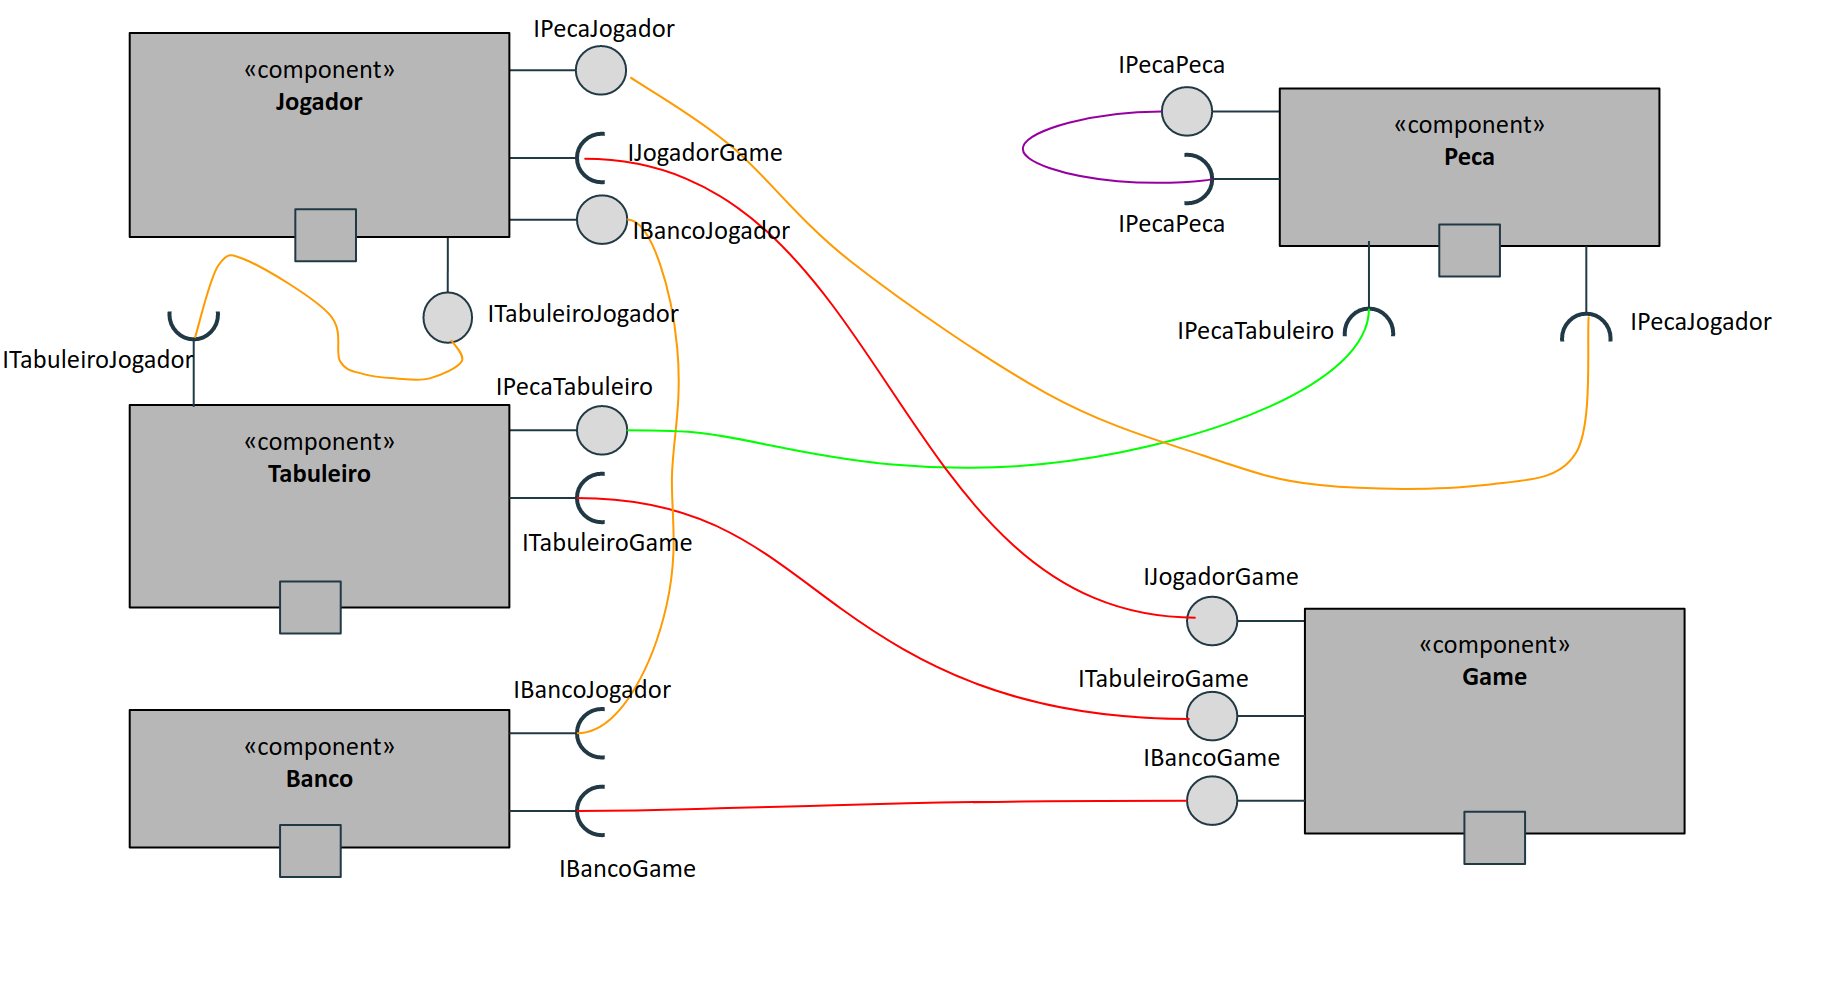 IPecaJogador
«component»
Jogador
IJogadorGame
IBancoJogador
ITabuleiroJogador
ITabuleiroJogador
IPecaPeca
«component»
Peca
IPecaPeca
IPecaTabuleiro
IPecaJogador
IPecaTabuleiro
«component»
Tabuleiro
ITabuleiroGame
IBancoJogador
«component»
Banco
IBancoGame
IJogadorGame
«component»
Game
ITabuleiroGame
IBancoGame